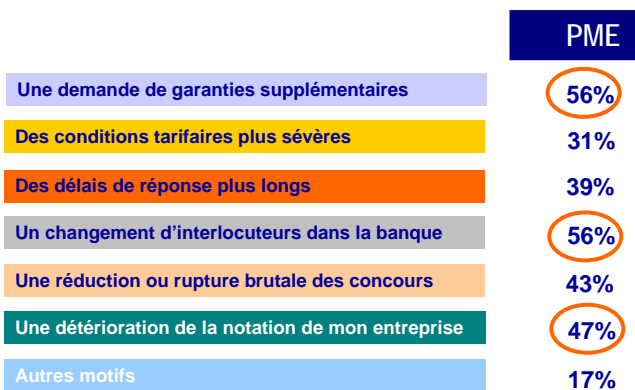 PME
Une demande de garanties supplémentaires 56%
Des conditions tarifaires plus sévères 31%
Des délais de réponse plus longs 39%
Un changement d'interlocuteurs dans la banque 56%
Une réduction ou rupture brutale des concours 43%
Une détérioration de la notation de mon entreprise 47%
Autres motifs 17%